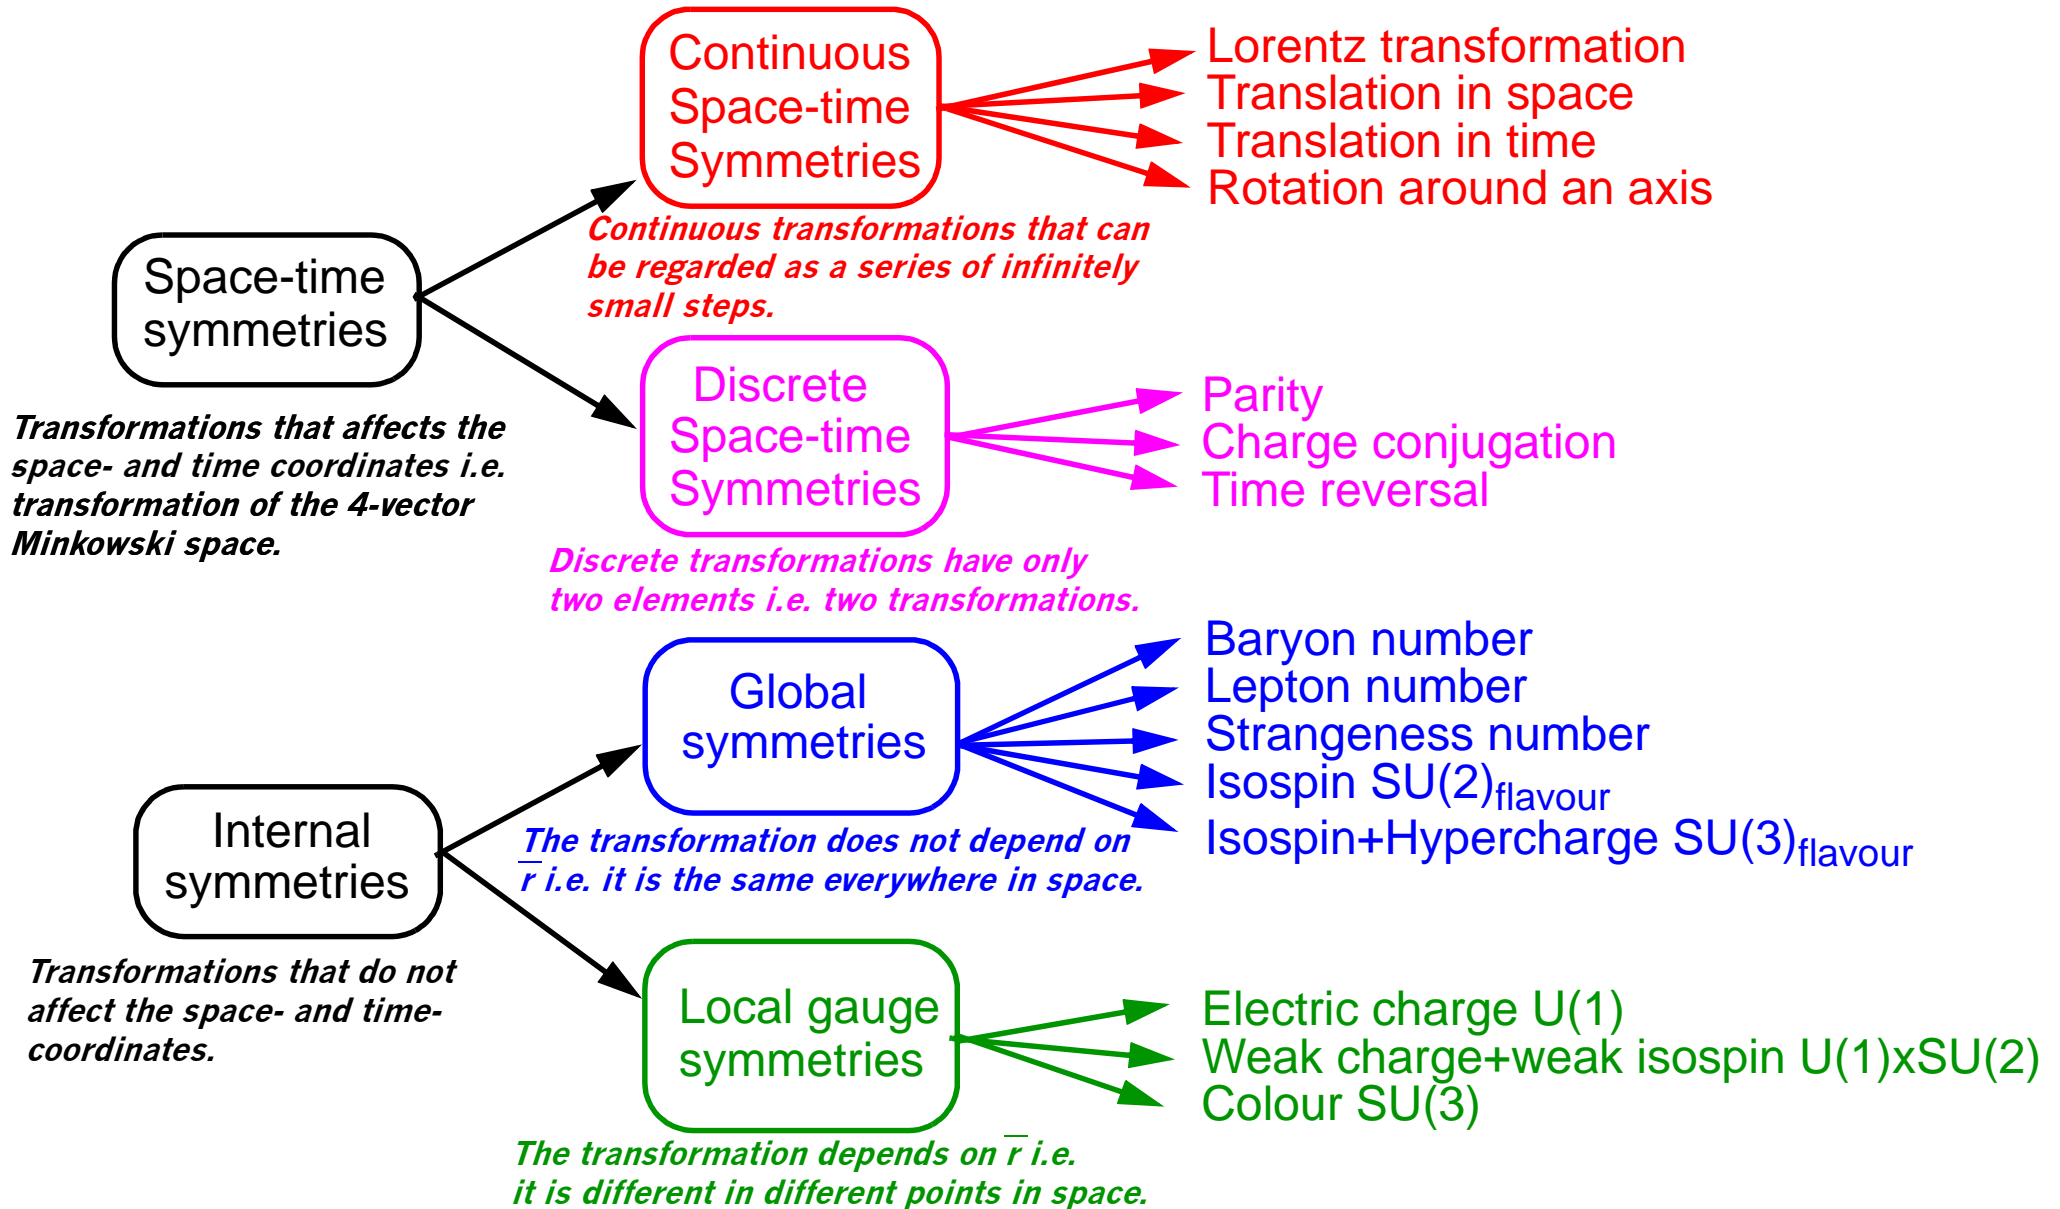 Continuous
Space-time
Symmetries
Lorentz transformation
Translation in space
Translation in time
Rotation around an axis
Continuous transformations that can
be regarded as a series of infinitely
small steps.
Space-time
symmetries
Transformations that affects the
space- and time coordinates i.e.
transformation of the 4-vector
Minkowski space.
Discrete
Space-time
Symmetries
Parity
Charge conjugation
Time reversal
Discrete transformations have only
two elements i.e. two transformations.
Global
symmetries
Baryon number
Lepton number
Strangeness number
Isospin SU(2)flavour
Isospin+Hypercharge SU(3)flavour
The transformation does not depend on
r̅ i.e. it is the same everywhere in space.
Internal
symmetries
Transformations that do not
affect the space- and time-
coordinates.
Local gauge
symmetries
Electric charge U(1)
Weak charge+weak isospin U(1)xSU(2)
Colour SU(3)
The transformation depends on r̅ i.e.
it is different in different points in space.